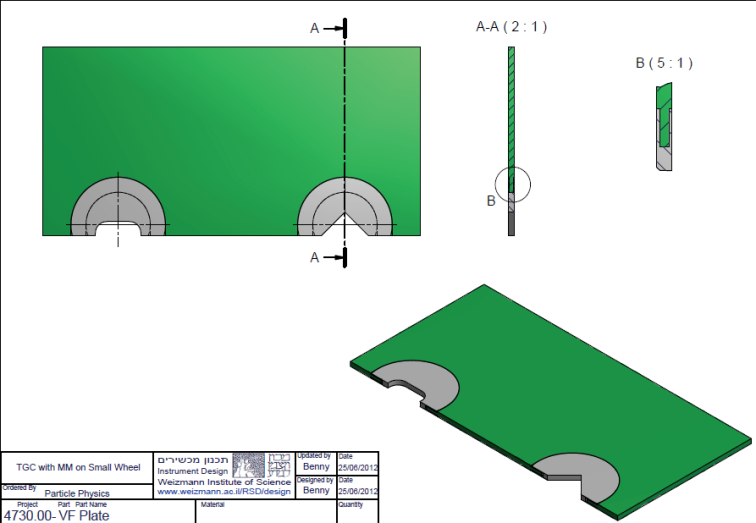 A
A-A ( 2 : 1 )
B ( 5 : 1 )
B
A
TGC with MM on Small Wheel
תכנון מכשירים
Instrument Design
Weizmann Institute of Science
www.weizmann.ac.il/RSD/design
Updated by
Benny
Date
25/06/2012
Designed by
Benny
Date
25/06/2012
Ordered By
Particle Physics
Project Part Part Name
4730.00- VF Plate
Material
Quantity